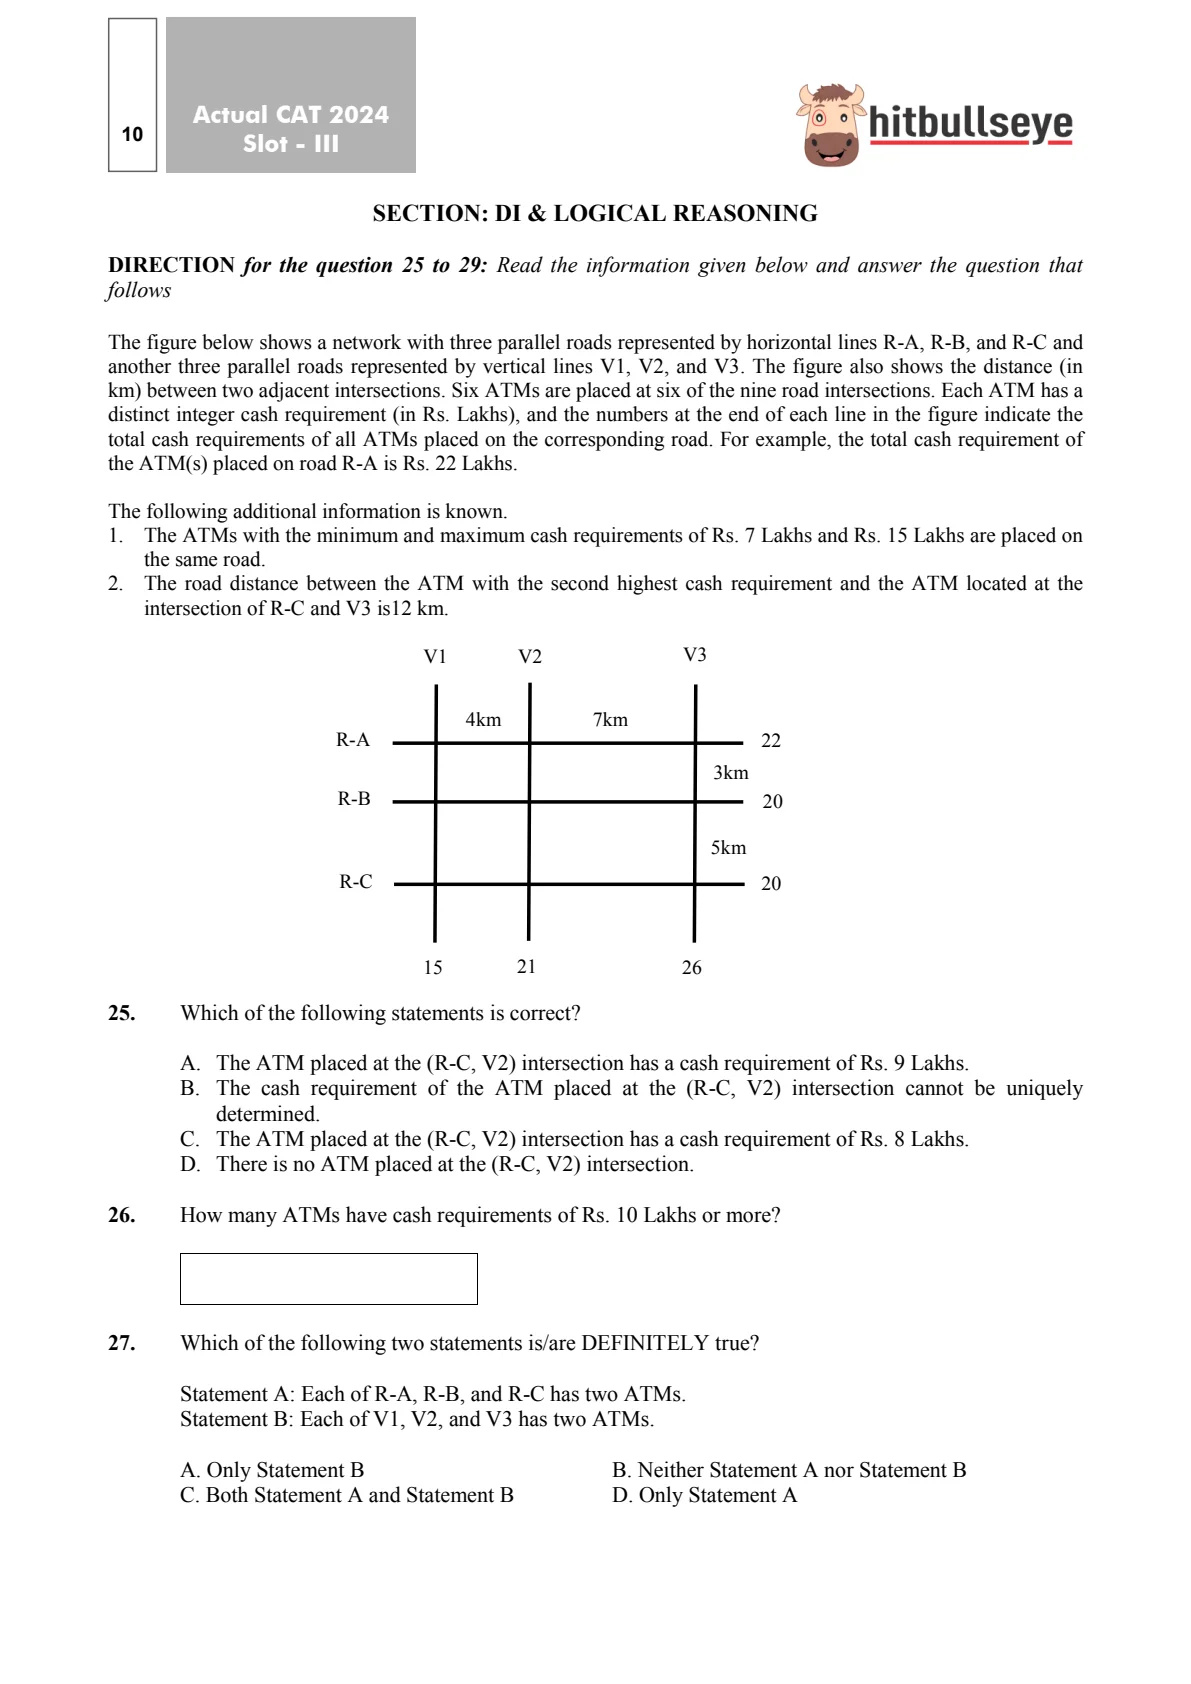 10
Actual CAT 2024
Slot - III
hitbullseye
SECTION: DI & LOGICAL REASONING
DIRECTION for the question 25 to 29: Read the information given below and answer the question that
follows
The figure below shows a network with three parallel roads represented by horizontal lines R-A, R-B, and R-C and
another three parallel roads represented by vertical lines V1, V2, and V3. The figure also shows the distance (in
km) between two adjacent intersections. Six ATMs are placed at six of the nine road intersections. Each ATM has a
distinct integer cash requirement (in Rs. Lakhs), and the numbers at the end of each line in the figure indicate the
total cash requirements of all ATMs placed on the corresponding road. For example, the total cash requirement of
the ATM(s) placed on road R-A is Rs. 22 Lakhs.
The following additional information is known.
1. The ATMs with the minimum and maximum cash requirements of Rs. 7 Lakhs and Rs. 15 Lakhs are placed on
the same road.
2. The road distance between the ATM with the second highest cash requirement and the ATM located at the
intersection of R-C and V3 is12 km.
V1 V2 V3
4km 7km
R-A 22
3km
R-B 20
5km
R-C 20
15 21 26
25. Which of the following statements is correct?
A. The ATM placed at the (R-C, V2) intersection has a cash requirement of Rs. 9 Lakhs.
B. The cash requirement of the ATM placed at the (R-C, V2) intersection cannot be uniquely
determined.
C. The ATM placed at the (R-C, V2) intersection has a cash requirement of Rs. 8 Lakhs.
D. There is no ATM placed at the (R-C, V2) intersection.
26. How many ATMs have cash requirements of Rs. 10 Lakhs or more?
27. Which of the following two statements is/are DEFINITELY true?
Statement A: Each of R-A, R-B, and R-C has two ATMs.
Statement B: Each of V1, V2, and V3 has two ATMs.
A. Only Statement B B. Neither Statement A nor Statement B
C. Both Statement A and Statement B D. Only Statement A